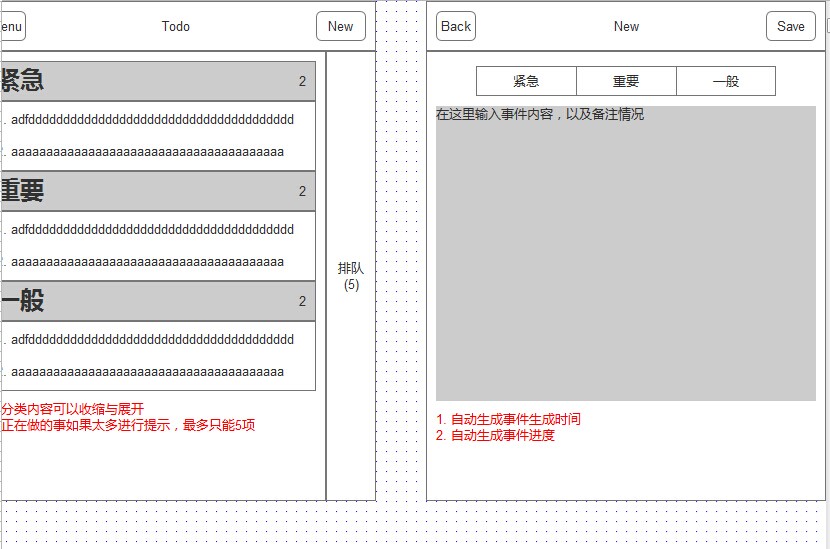 enu
Todo
New
紧急
2
. adfdddddddddddddddddddddddddddddddddddddd
. aaaaaaaaaaaaaaaaaaaaaaaaaaaaaaaaaaaaaaa
重要
2
. adfdddddddddddddddddddddddddddddddddddddd
. aaaaaaaaaaaaaaaaaaaaaaaaaaaaaaaaaaaaaaa
一般
2
. adfdddddddddddddddddddddddddddddddddddddd
. aaaaaaaaaaaaaaaaaaaaaaaaaaaaaaaaaaaaaaa
分类内容可以收缩与展开
正在做的事如果太多进行提示，最多只能5项
排队
(5)
Back
New
Save
紧急
重要
一般
在这里输入事件内容，以及备注情况
1. 自动生成事件生成时间
2. 自动生成事件进度